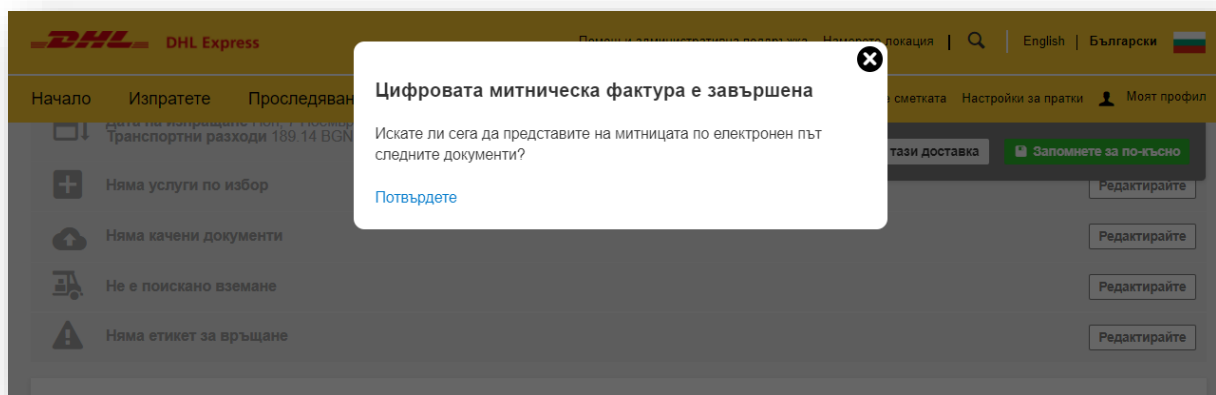 DHL DHL Express
Намерете локация | English | Български
Начало Изпратете Проследяван
сметката Настройки за пратки Моят профил
Цифровата митническа фактура е завършена
Искате ли сега да представите на митницата по електронен път
следните документи?
Потвърдете
Транспортни разходи 189.14 BGN
тази доставка Запомнете за по-късно
Няма услуги по избор Редактирайте
Няма качени документи Редактирайте
Не е поискано вземане Редактирайте
Няма етикет за връщане Редактирайте